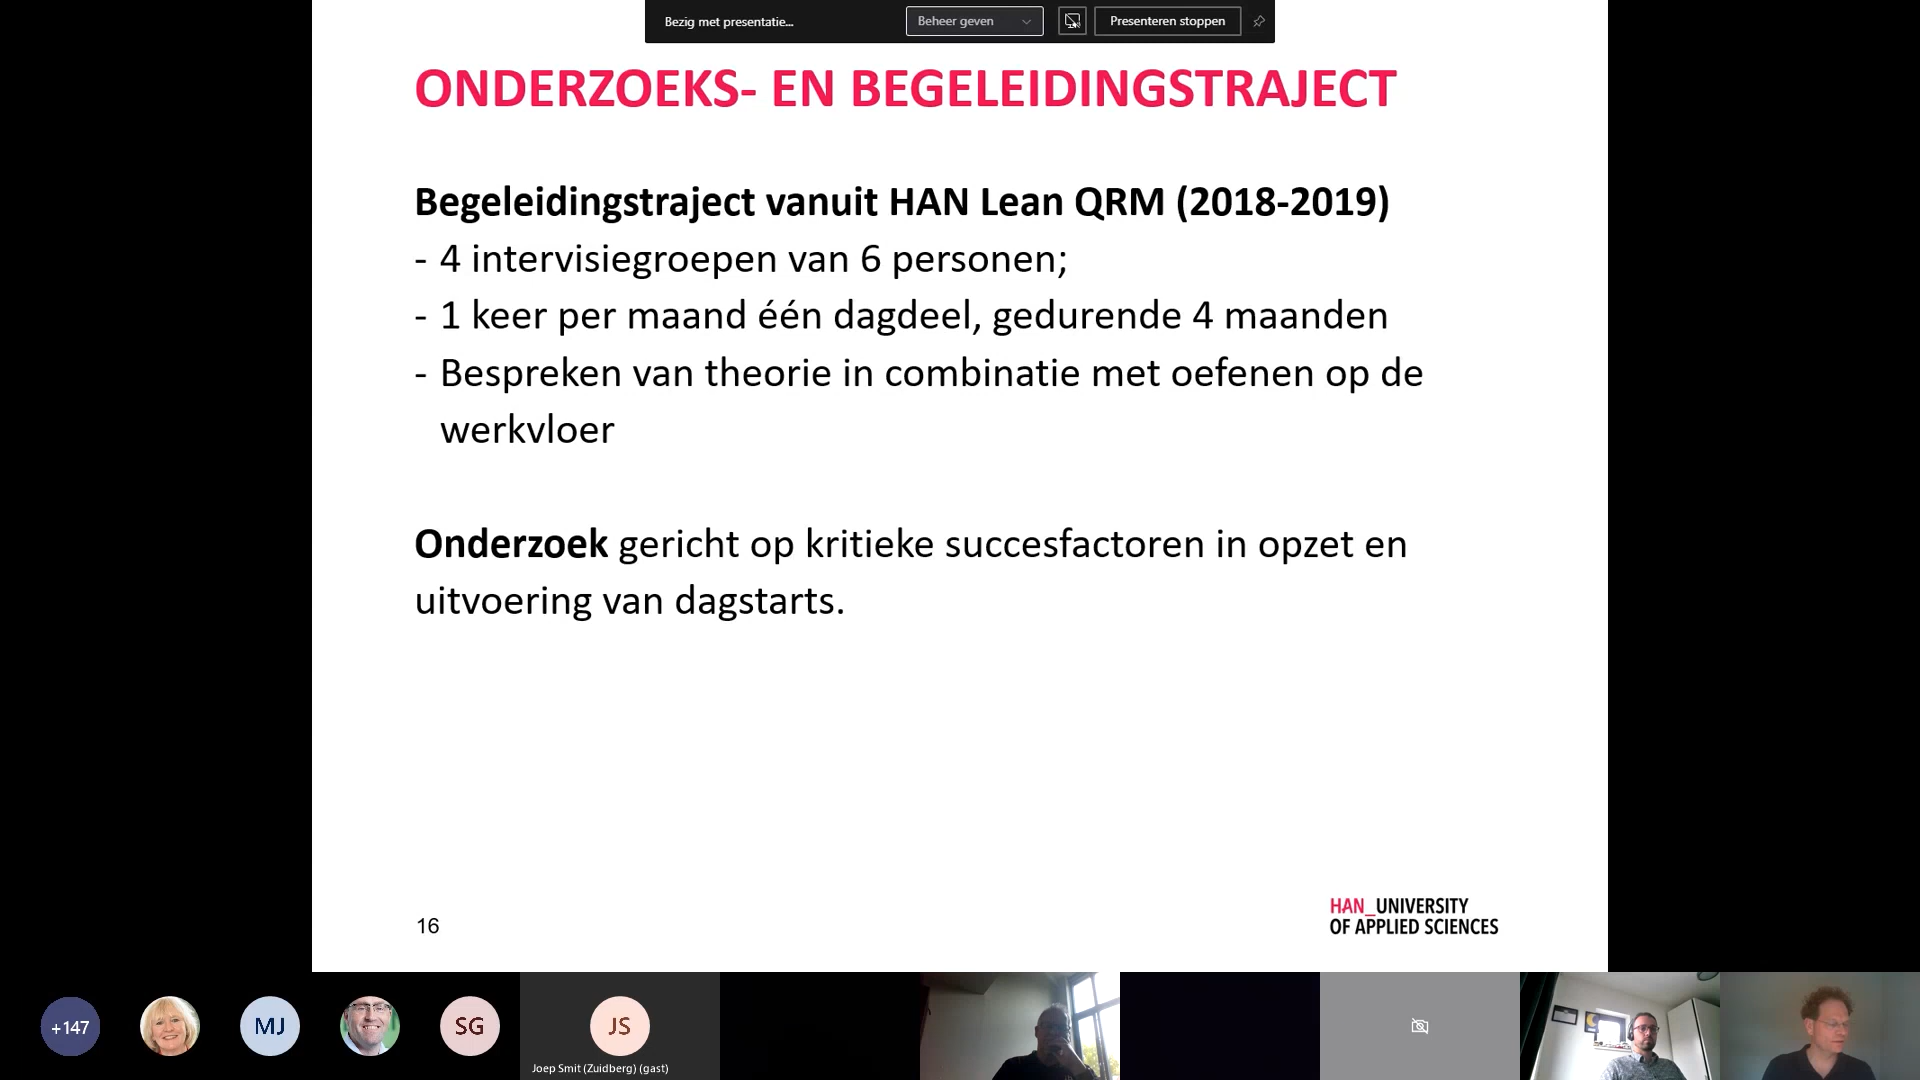 Bezig met presentatie...
Beheer geven
Presenteren stoppen
ONDERZOEKS- EN BEGELEIDINGSTRAJECT
Begeleidingstraject vanuit HAN Lean QRM (2018-2019)
- 4 intervisiegroepen van 6 personen;
- 1 keer per maand één dagdeel, gedurende 4 maanden
- Bespreken van theorie in combinatie met oefenen op de
werkvloer
Onderzoek gericht op kritieke succesfactoren in opzet en
uitvoering van dagstarts.
16
HAN_UNIVERSITY
OF APPLIED SCIENCES
+147
MJ
SG
JS
Joep Smit (Zuidberg) (gast)